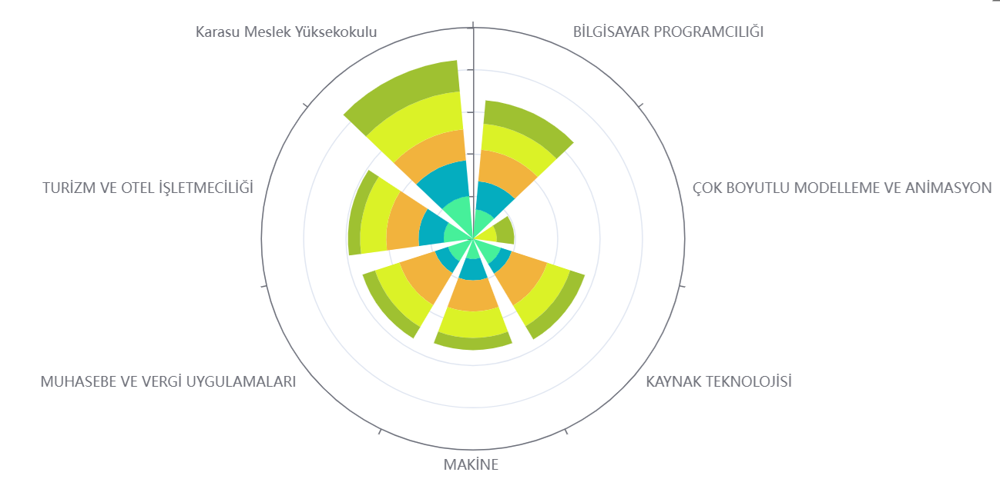 Karasu Meslek Yüksekokulu
BİLGİSAYAR PROGRAMCILIĞI
TURİZM VE OTEL İŞLETMECİLİĞİ
ÇOK BOYUTLU MODELLEME VE ANİMASYON
MUHASEBE VE VERGİ UYGULAMALARI
KAYNAK TEKNOLOJİSİ
MAKİNE